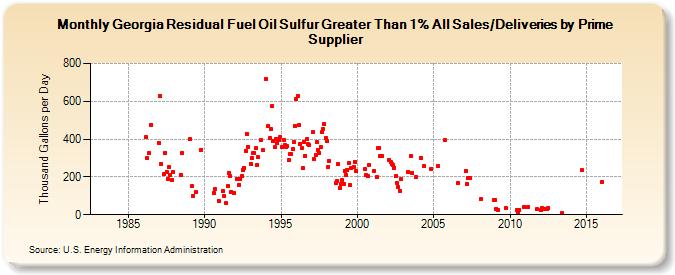 Monthly Georgia Residual Fuel Oil Sulfur Greater Than 1% All Sales/Deliveries by Prime
Supplier
Thousand Gallons per Day
800
600
400
200
0
1985 1990 1995 2000 2005 2010 2015
Source: U.S. Energy Information Administration